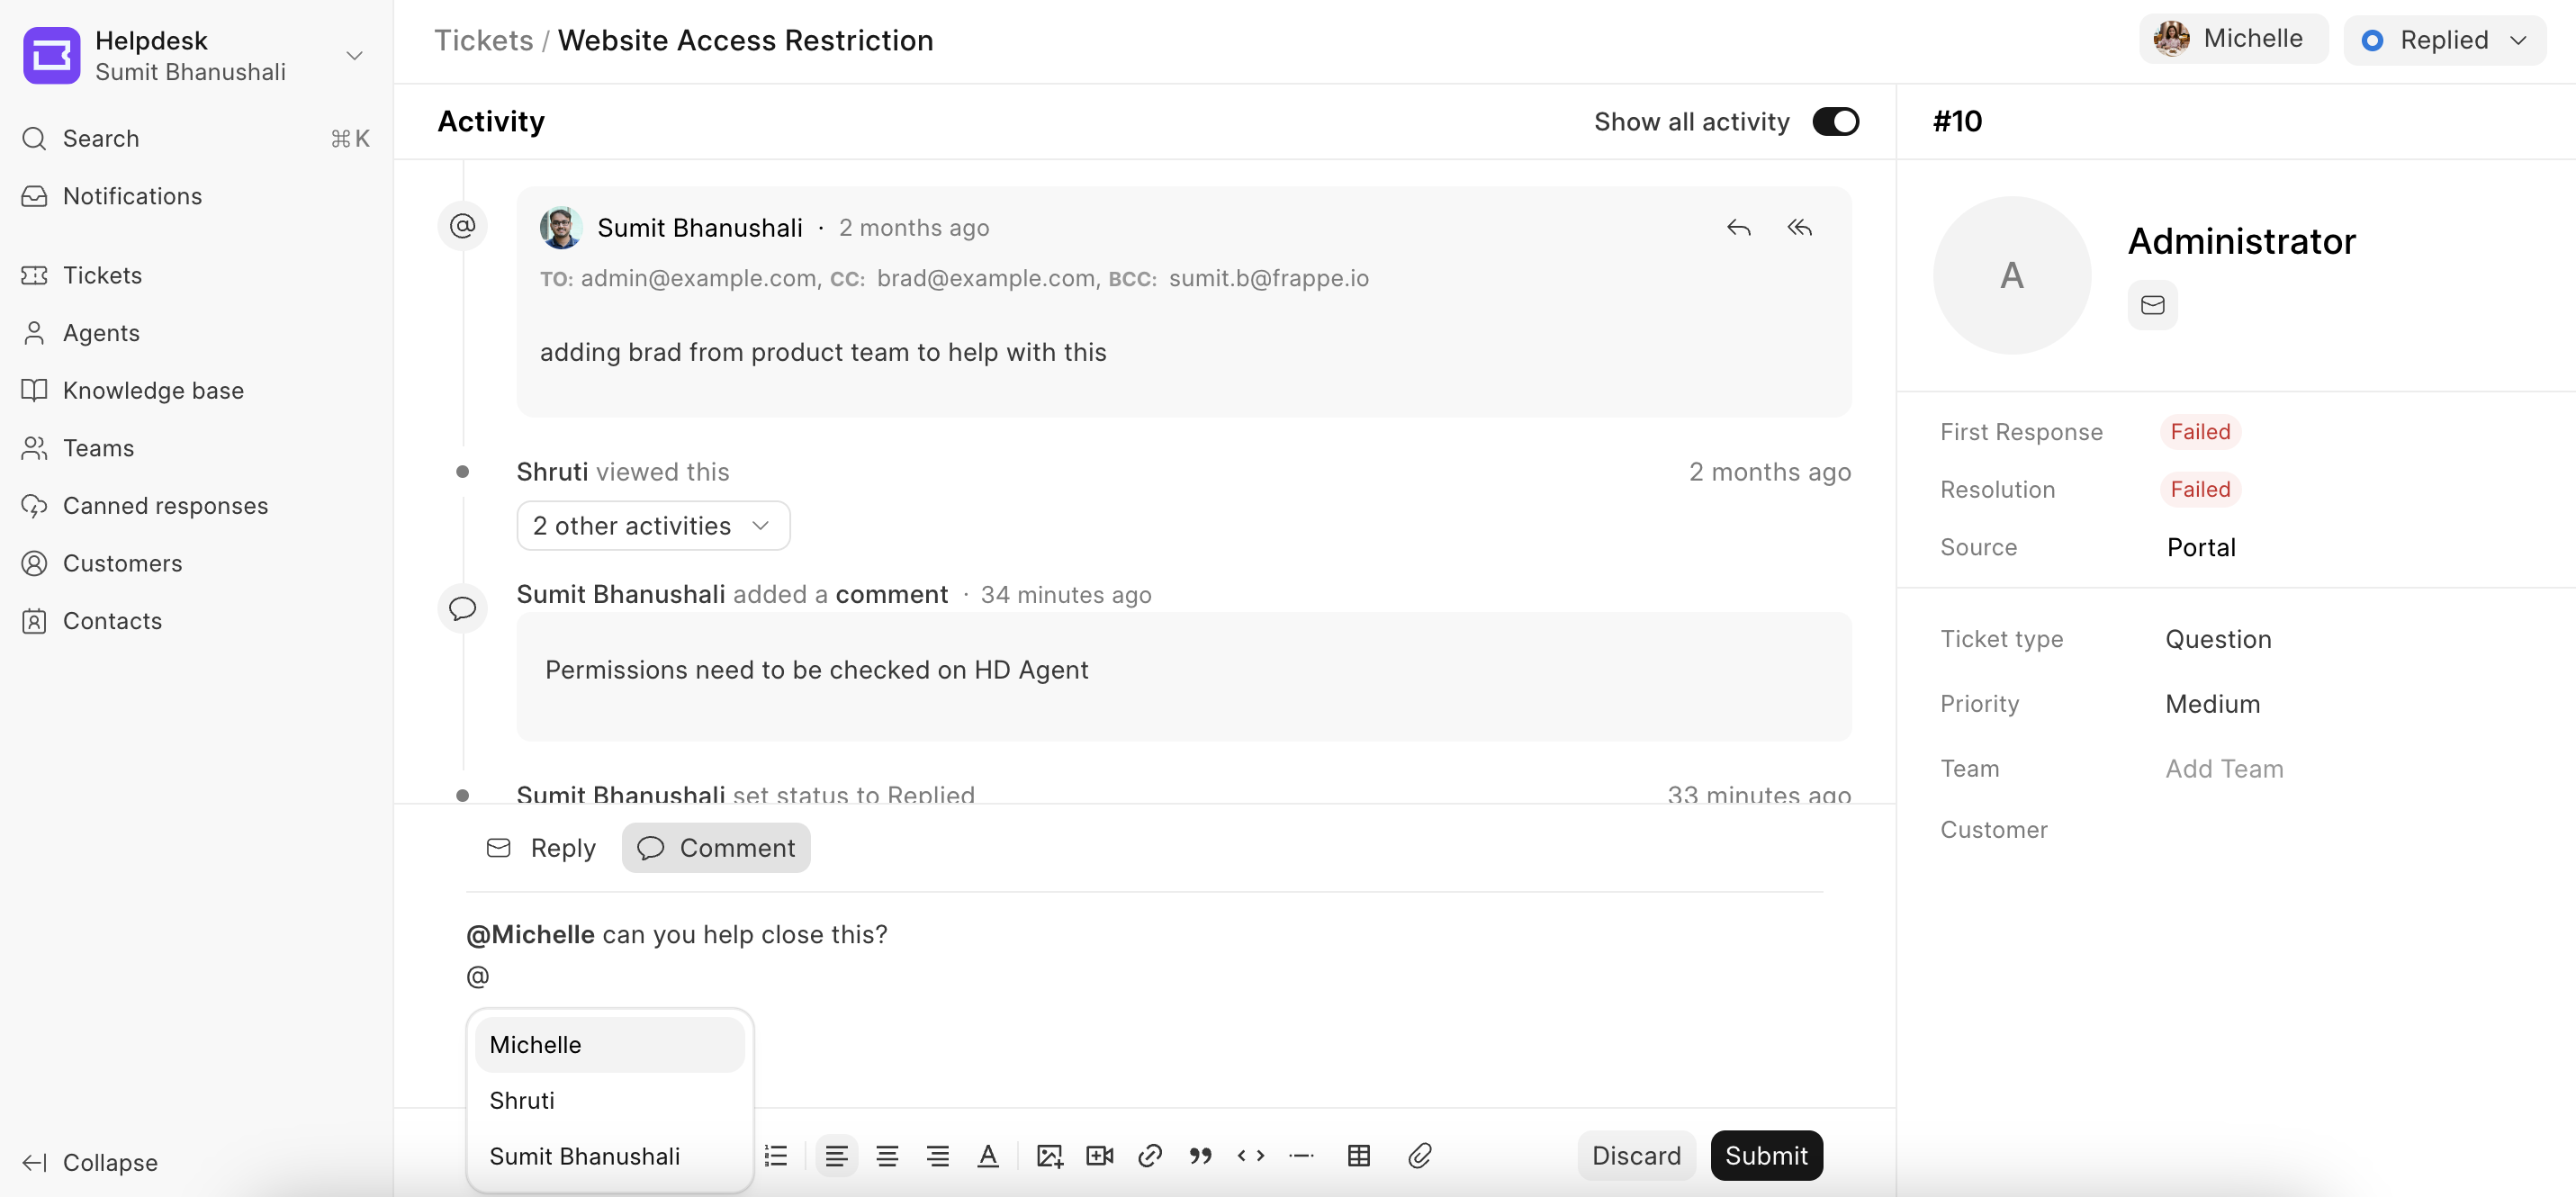 Helpdesk
Sumit Bhanushali
Search ⌘K
Notifications
Tickets
Agents
Knowledge base
Teams
Canned responses
Customers
Contacts
Collapse
Tickets / Website Access Restriction
Michelle
Replied
Activity
Show all activity
@ Sumit Bhanushali · 2 months ago
TO: admin@example.com, CC: brad@example.com, BCC: sumit.b@frappe.io
adding brad from product team to help with this
Shruti viewed this 2 months ago
2 other activities
Sumit Bhanushali added a comment · 34 minutes ago
Permissions need to be checked on HD Agent
Sumit Bhanushali set status to Replied 33 minutes ago
Reply Comment
@Michelle can you help close this?
@
Michelle
Shruti
Sumit Bhanushali
Discard Submit
#10
A
Administrator
First Response Failed
Resolution Failed
Source Portal
Ticket type Question
Priority Medium
Team Add Team
Customer